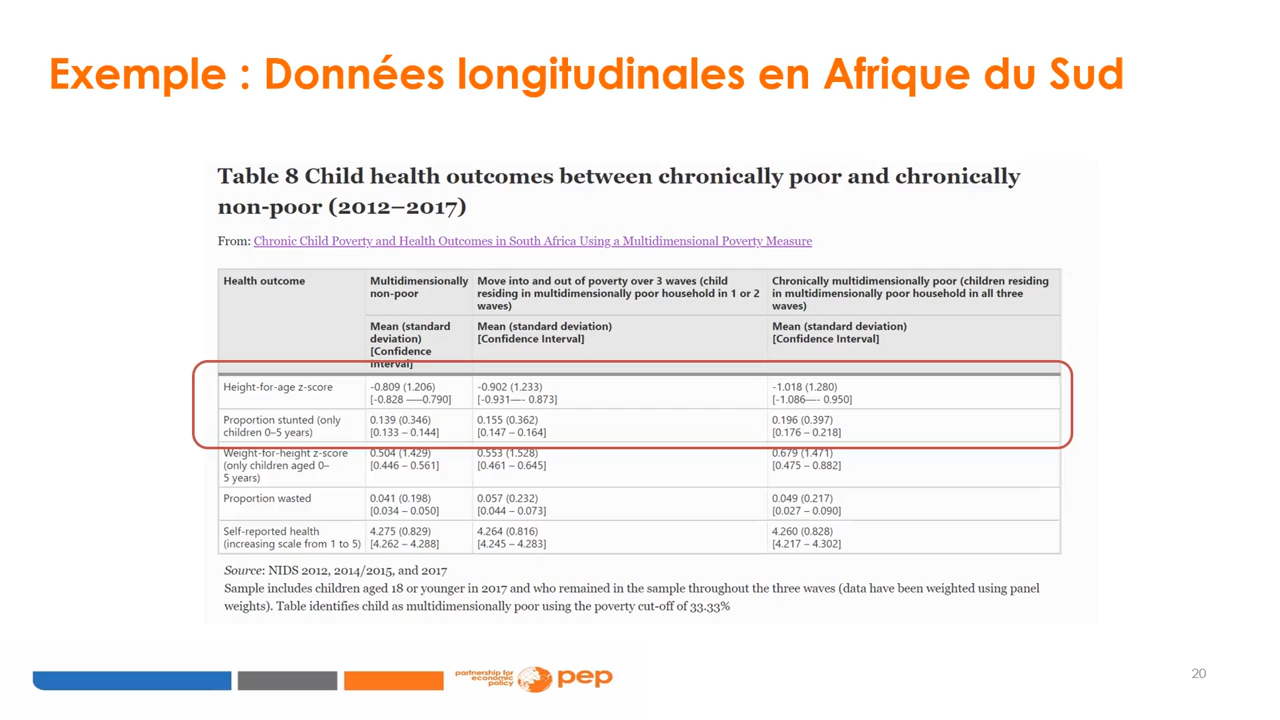 Exemple : Données longitudinales en Afrique du Sud
Table 8 Child health outcomes between chronically poor and chronically
non-poor (2012–2017)
From: Chronic Child Poverty and Health Outcomes in South Africa Using a Multidimensional Poverty Measure
Health outcome
Multidimensionally
non-poor
Move into and out of poverty over 3 waves (child
residing in multidimensionally poor household in 1 or 2
waves)
Chronically multidimensionally poor (children residing
in multidimensionally poor household in all three
waves)
Mean (standard
deviation)
[Confidence
Interval]
Mean (standard deviation)
[Confidence Interval]
Mean (standard deviation)
[Confidence Interval]
Height-for-age z-score
-0.809 (1.206)
[-0.828 —–0.790]
-0.902 (1.233)
[-0.931—- 0.873]
-1.018 (1.280)
[-1.086—- 0.950]
Proportion stunted (only
children 0–5 years)
0.139 (0.346)
[0.133 – 0.144]
0.155 (0.362)
[0.147 – 0.164]
0.196 (0.397)
[0.176 – 0.218]
Weight-for-height z-score
(only children aged 0–
5 years)
0.504 (1.429)
[0.446 – 0.561]
0.553 (1.528)
[0.461 – 0.645]
0.679 (1.471)
[0.475 – 0.882]
Proportion wasted
0.041 (0.198)
[0.034 – 0.050]
0.057 (0.232)
[0.044 – 0.073]
0.049 (0.217)
[0.027 – 0.090]
Self-reported health
(increasing scale from 1 to 5)
4.275 (0.829)
[4.262 – 4.288]
4.264 (0.816)
[4.245 – 4.283]
4.260 (0.828)
[4.217 – 4.302]
Source: NIDS 2012, 2014/2015, and 2017
Sample includes children aged 18 or younger in 2017 and who remained in the sample throughout the three waves (data have been weighted using panel
weights). Table identifies child as multidimensionally poor using the poverty cut-off of 33.33%
partnership for
economic
policy
pep
20